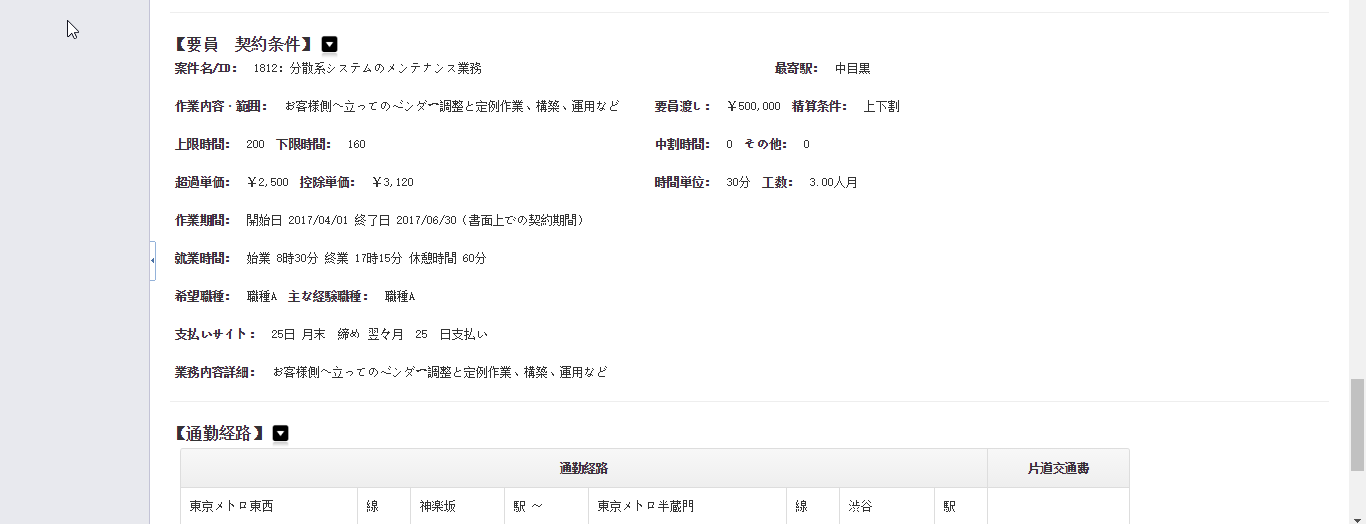 【要員　契約条件】
案件名/ID： 1812：分散系システムのメンテナンス業務 最寄駅： 中目黒
作業内容・範囲： お客様側へ立ってのベンダー調整と定例作業、構築、運用など 要員渡し： ￥500,000 精算条件： 上下割
上限時間： 200 下限時間： 160 中割時間： 0 その他： 0
超過単価： ￥2,500 控除単価： ￥3,120 時間単位： 30分 工数： 3.00人月
作業期間： 開始日 2017/04/01 終了日 2017/06/30（書面上での契約期間）
就業時間： 始業 8時30分 終業 17時15分 休憩時間 60分
希望職種： 職種A 主な経験職種： 職種A
支払いサイト： 25日 月末　締め 翌々月　25　日支払い
業務内容詳細： お客様側へ立ってのベンダー調整と定例作業、構築、運用など
【通勤経路】
通勤経路 片道交通費
東京メトロ東西 線 神楽坂 駅 ～ 東京メトロ半蔵門 線 渋谷 駅